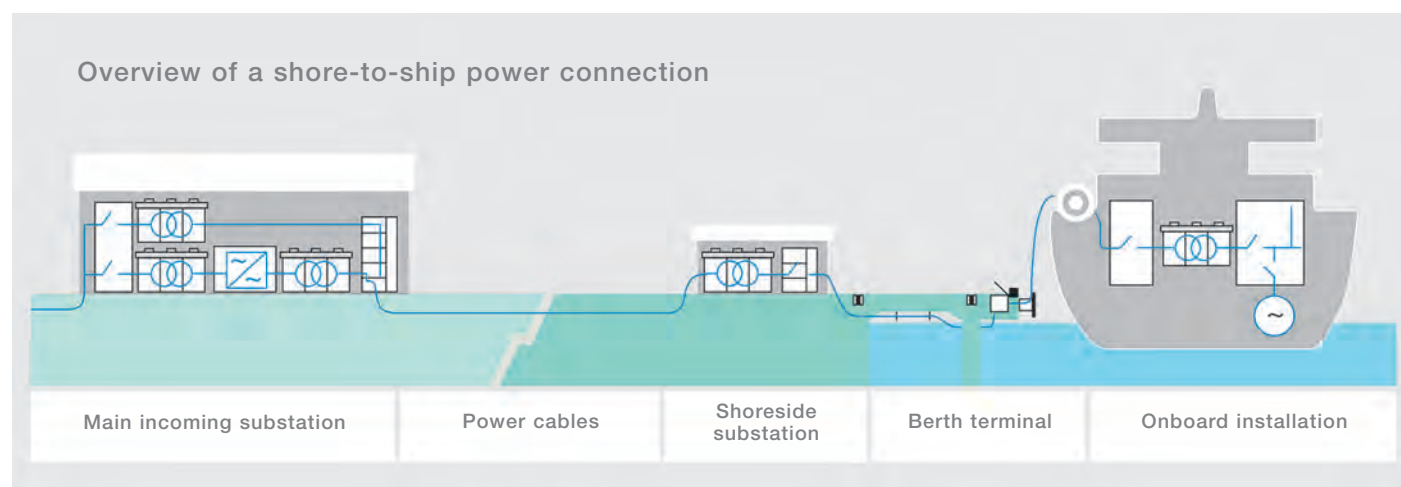 Overview of a shore-to-ship power connection
Main incoming substation
Power cables
Shoreside
substation
Berth terminal
Onboard installation